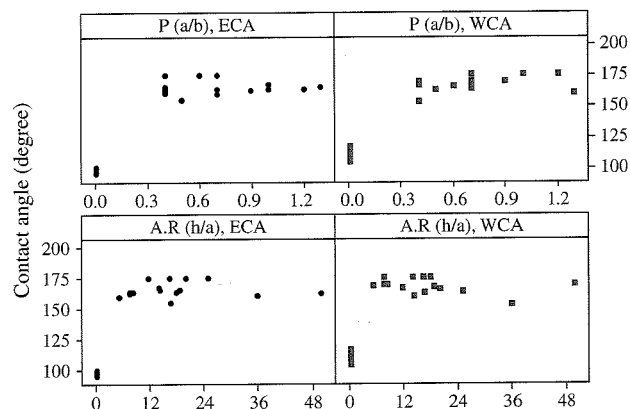 P (a/b), ECA
P (a/b), WCA
200
175
150
125
100
0.0 0.3 0.6 0.9 1.2
0.0 0.3 0.6 0.9 1.2
Contact angle (degree)
A.R (h/a), ECA
A.R (h/a), WCA
200
175
150
125
100
0 12 24 36 48
0 12 24 36 48